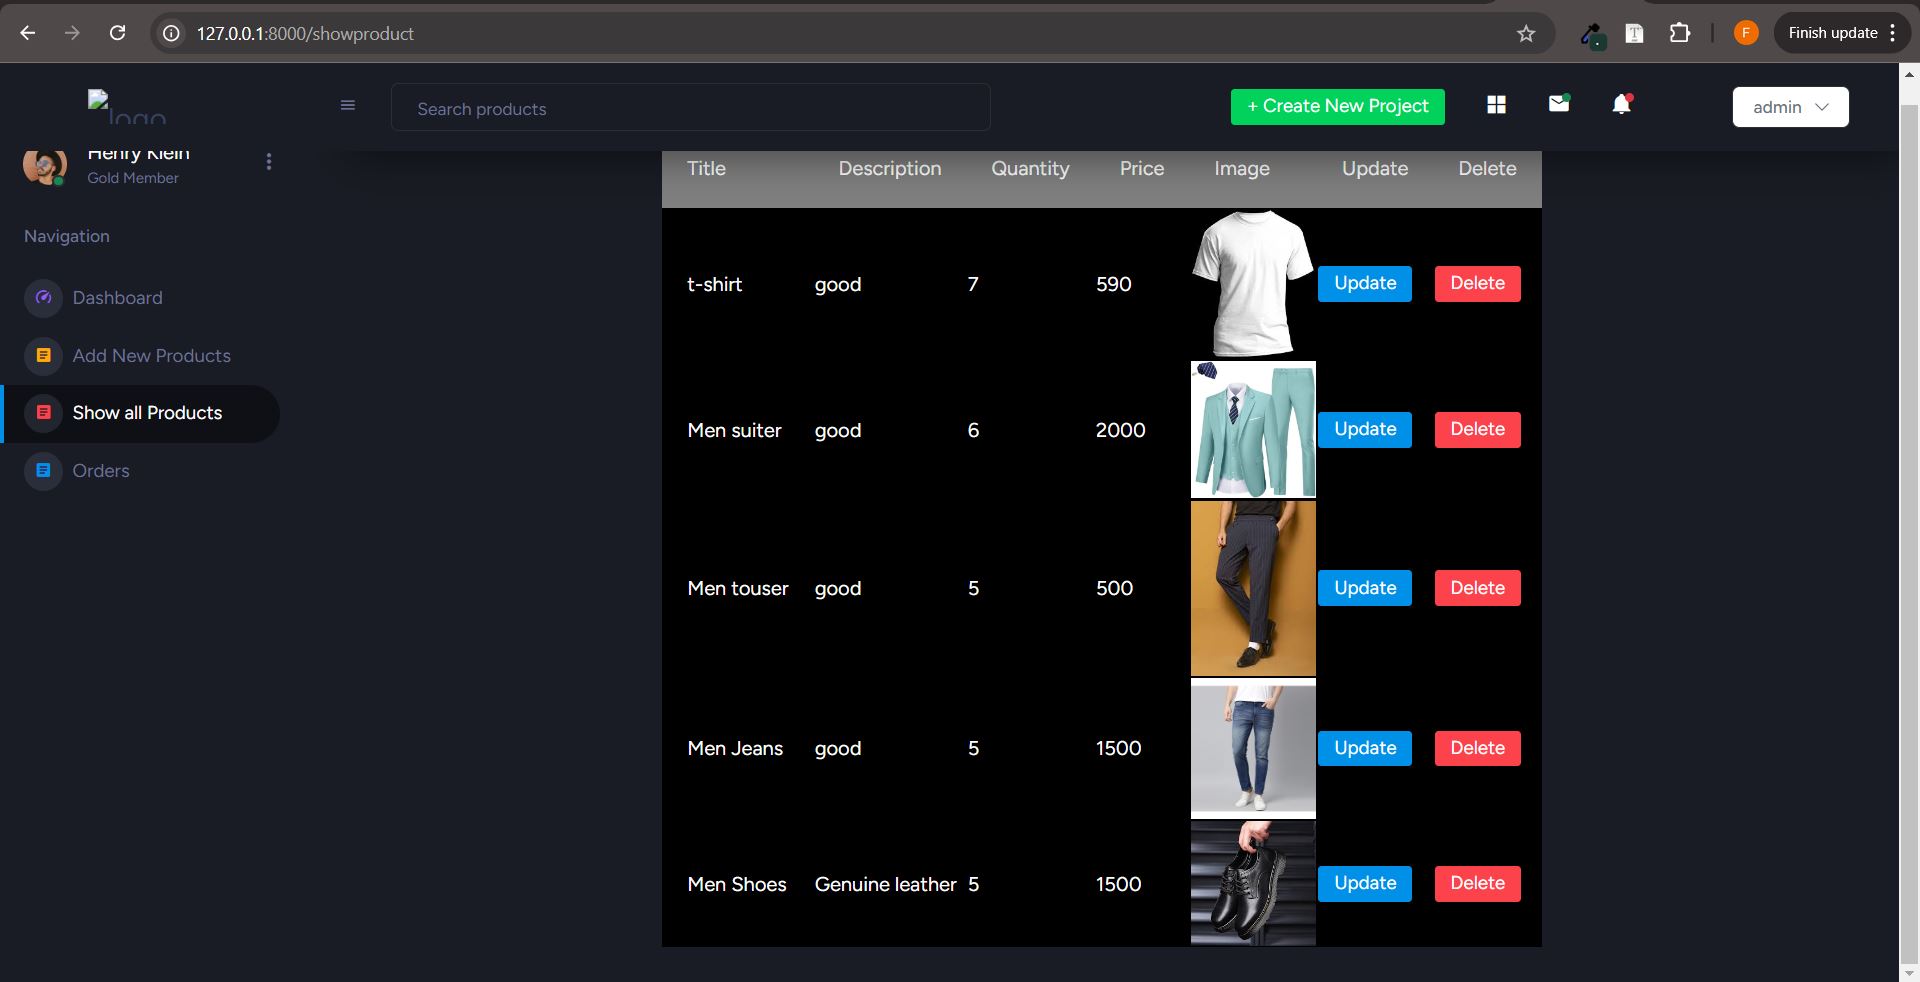 127.0.0.1:8000/showproduct
F
Finish update
logo
Search products
+ Create New Project
admin
Henry Klein
Gold Member
Navigation
Dashboard
Add New Products
Show all Products
Orders
Title Description Quantity Price Image Update Delete
t-shirt good 7 590 Update Delete
Men suiter good 6 2000 Update Delete
Men touser good 5 500 Update Delete
Men Jeans good 5 1500 Update Delete
Men Shoes Genuine leather 5 1500 Update Delete